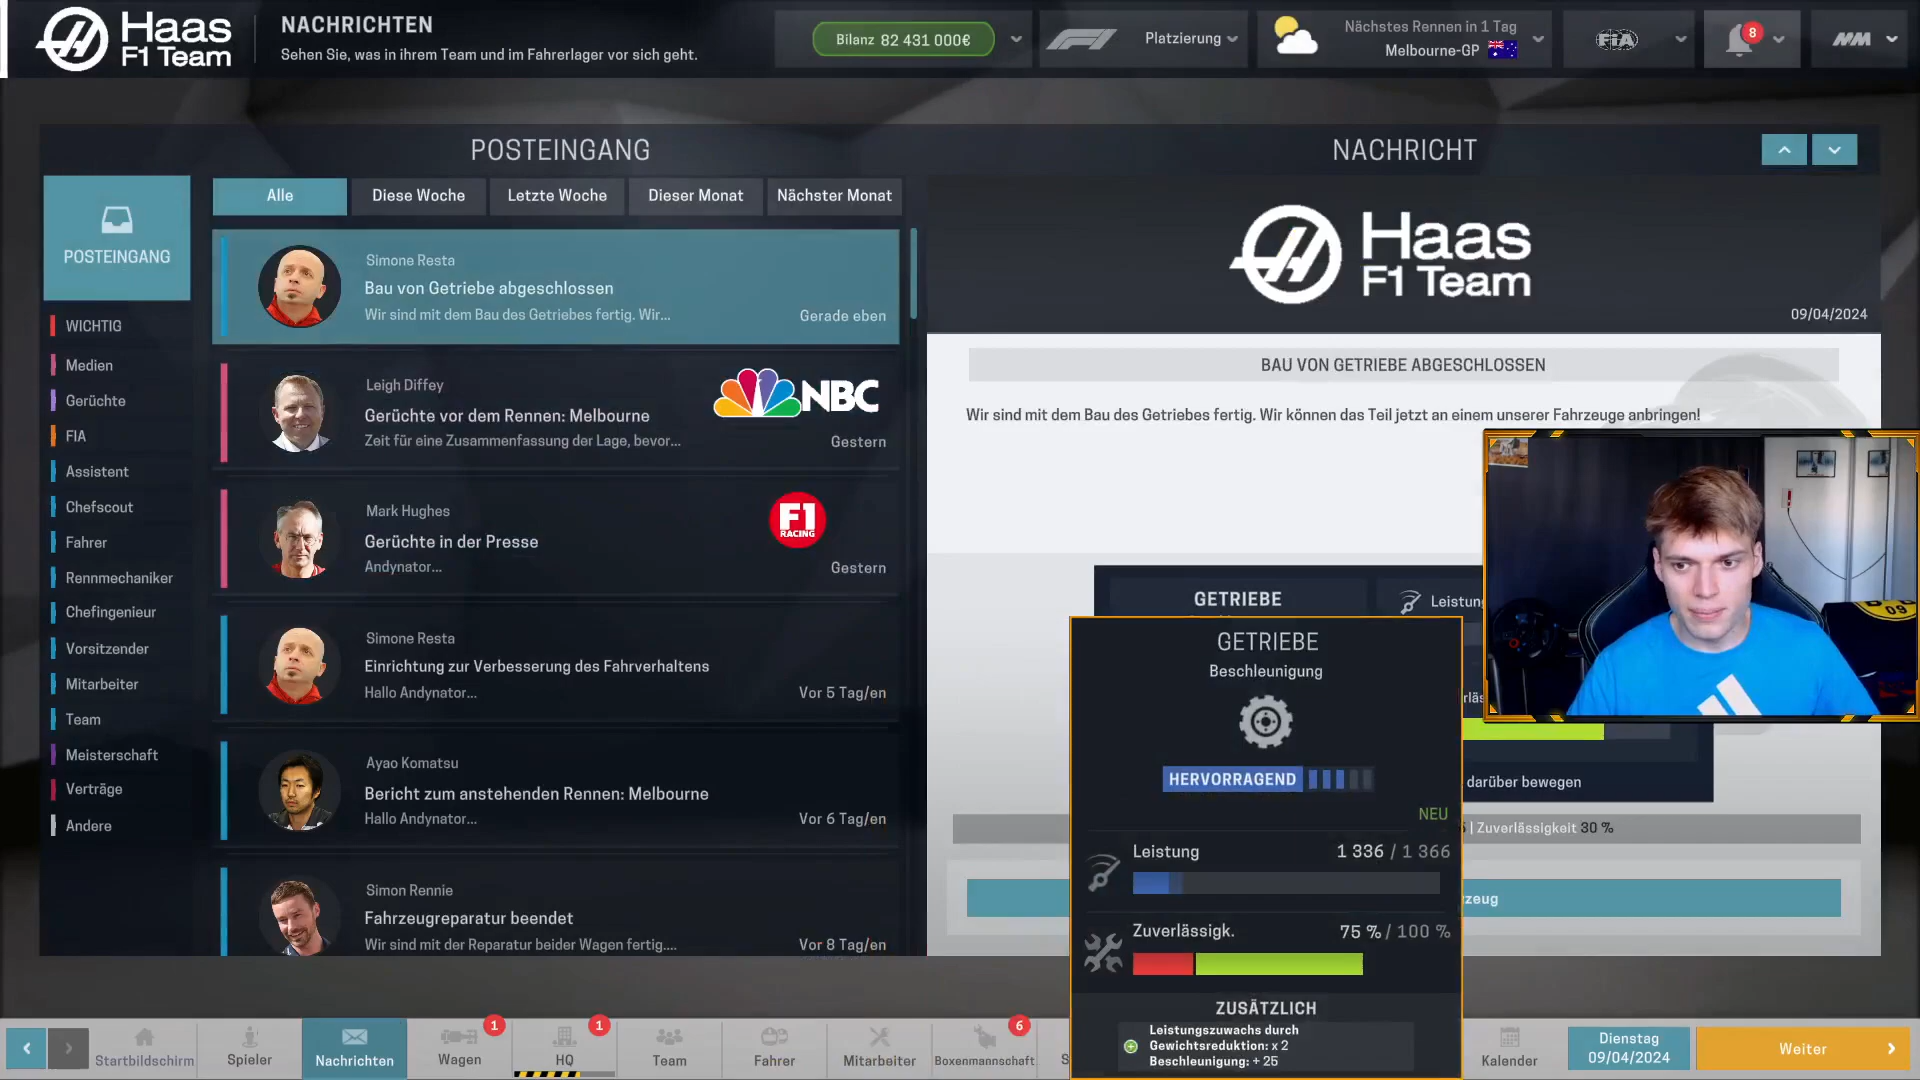 Haas
F1 Team
NACHRICHTEN
Sehen Sie, was in ihrem Team und im Fahrerlager vor sich geht.
Bilanz 82 431 000€
Platzierung
Nächstes Rennen in 1 Tag
Melbourne-GP
FIA
8
POSTEINGANG
NACHRICHT
POSTEINGANG
Alle
Diese Woche
Letzte Woche
Dieser Monat
Nächster Monat
WICHTIG
Medien
Gerüchte
FIA
Assistent
Chefscout
Fahrer
Rennmechaniker
Chefingenieur
Vorsitzender
Mitarbeiter
Team
Meisterschaft
Verträge
Andere
Simone Resta
Bau von Getriebe abgeschlossen
Wir sind mit dem Bau des Getriebes fertig. Wir...
Gerade eben
Leigh Diffey
Gerüchte vor dem Rennen: Melbourne
Zeit für eine Zusammenfassung der Lage, bevor...
NBC
Gestern
Mark Hughes
Gerüchte in der Presse
Andynator...
F1
RACING
Gestern
Simone Resta
Einrichtung zur Verbesserung des Fahrverhaltens
Hallo Andynator...
Vor 5 Tag/en
Ayao Komatsu
Bericht zum anstehenden Rennen: Melbourne
Hallo Andynator...
Vor 6 Tag/en
Simon Rennie
Fahrzeugreparatur beendet
Wir sind mit der Reparatur beider Wagen fertig....
Vor 8 Tag/en
Haas
F1 Team
09/04/2024
BAU VON GETRIEBE ABGESCHLOSSEN
Wir sind mit dem Bau des Getriebes fertig. Wir können das Teil jetzt an einem unserer Fahrzeuge anbringen!
GETRIEBE
darüber bewegen
| Zuverlässigkeit 30 %
GETRIEBE
Beschleunigung
HERVORRAGEND
NEU
Leistung
1 336 / 1 366
Zuverlässigk.
75 % / 100 %
ZUSÄTZLICH
Leistungszuwachs durch
Gewichtsreduktion: x 2
Beschleunigung: + 25
09
Startbildschirm
Spieler
Nachrichten
Wagen
1
HQ
1
Team
Fahrer
Mitarbeiter
Boxenmannschaft
6
Kalender
Dienstag
09/04/2024
Weiter